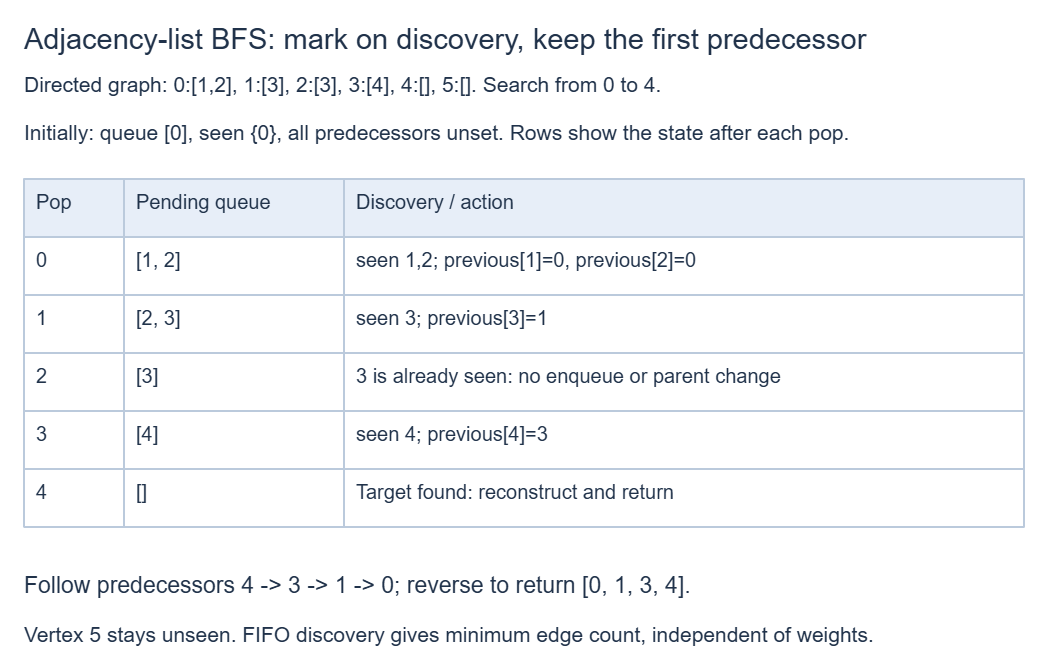 Adjacency-list BFS: mark on discovery, keep the first predecessor
Directed graph: 0:[1,2], 1:[3], 2:[3], 3:[4], 4:[], 5:[]. Search from 0 to 4.
Initially: queue [0], seen {0}, all predecessors unset. Rows show the state after each pop.
Pop Pending queue Discovery / action
0 [1, 2] seen 1,2; previous[1]=0, previous[2]=0
1 [2, 3] seen 3; previous[3]=1
2 [3] 3 is already seen: no enqueue or parent change
3 [4] seen 4; previous[4]=3
4 [] Target found: reconstruct and return
Follow predecessors 4 -> 3 -> 1 -> 0; reverse to return [0, 1, 3, 4].
Vertex 5 stays unseen. FIFO discovery gives minimum edge count, independent of weights.